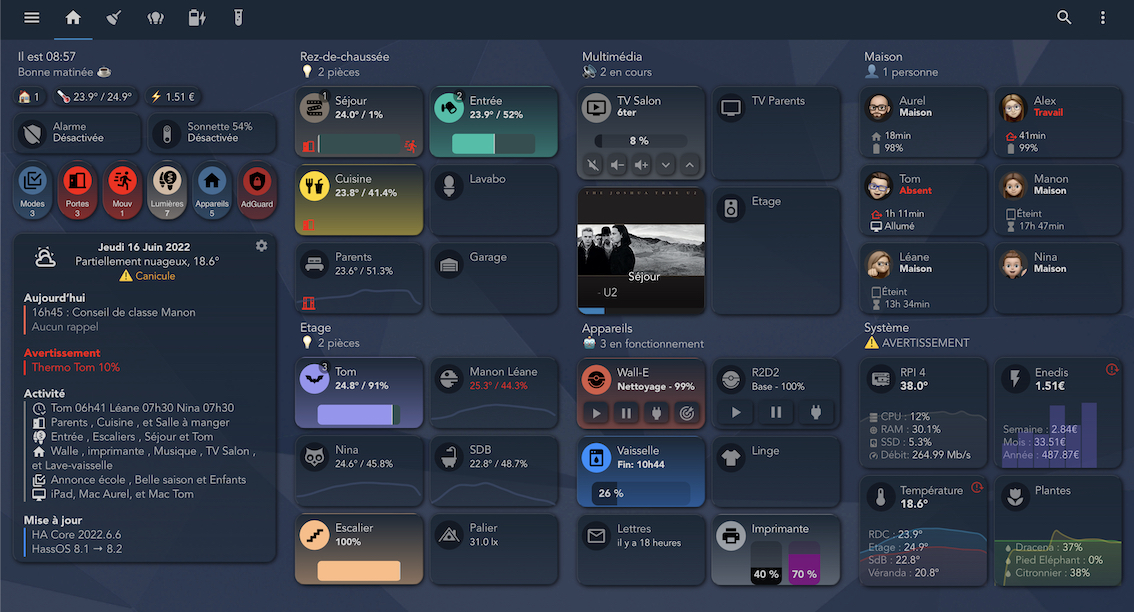 Il est 08:57
Bonne matinée
1
23.9° / 24.9°
1.51 €
Alarme
Désactivée
Sonnette 54%
Désactivée
Modes
3
Portes
3
Mouv
1
Lumières
7
Appareils
5
AdGuard
Jeudi 16 Juin 2022
Partiellement nuageux, 18.6°
Canicule
Aujourd'hui
16h45 : Conseil de classe Manon
Aucun rappel
Avertissement
Thermo Tom 10%
Activité
Tom 06h41 Léane 07h30 Nina 07h30
Parents , Cuisine , et Salle à manger
Entrée , Escaliers , Séjour et Tom
Walle , imprimante , Musique , TV Salon ,
et Lave-vaisselle
Annonce école , Belle saison et Enfants
iPad, Mac Aurel, et Mac Tom
Mise à jour
HA Core 2022.6.6
HassOS 8.1 → 8.2
Rez-de-chaussée
2 pièces
1
Séjour
24.0° / 1%
2
Entrée
23.9° / 52%
Cuisine
23.8° / 41.4%
Lavabo
Parents
23.6° / 51.3%
Garage
Etage
2 pièces
3
Tom
24.8° / 91%
Manon Léane
25.3° / 44.3%
Nina
24.6° / 45.8%
SDB
22.8° / 48.7%
Escalier
100%
Palier
31.0 lx
Multimédia
2 en cours
TV Salon
6ter
8 %
TV Parents
THE JOSHUA TREE
Séjour
- U2
Etage
Appareils
3 en fonctionnement
Wall-E
Nettoyage - 99%
R2D2
Base - 100%
Vaisselle
Fin: 10h44
26 %
Linge
Lettres
il y a 18 heures
Imprimante
40 %
70 %
Maison
1 personne
Aurel
Maison
18min
98%
Alex
Travail
41min
99%
Tom
Absent
1h 11min
Allumé
Manon
Maison
Éteint
17h 47min
Léane
Maison
Éteint
13h 34min
Nina
Maison
Système
AVERTISSEMENT
RPI 4
38.0°
CPU : 12%
RAM : 30.1%
SSD : 5.3%
Débit: 264.99 Mb/s
Enedis
1.51€
Semaine : 2.84€
Mois : 33.51€
Année : 487.87€
Température
18.6°
RDC : 23.9°
Etage : 24.9°
SdB : 22.8°
Véranda : 20.8°
Plantes
Dracena : 37%
Pied Eléphant : 0%
Citronnier : 38%